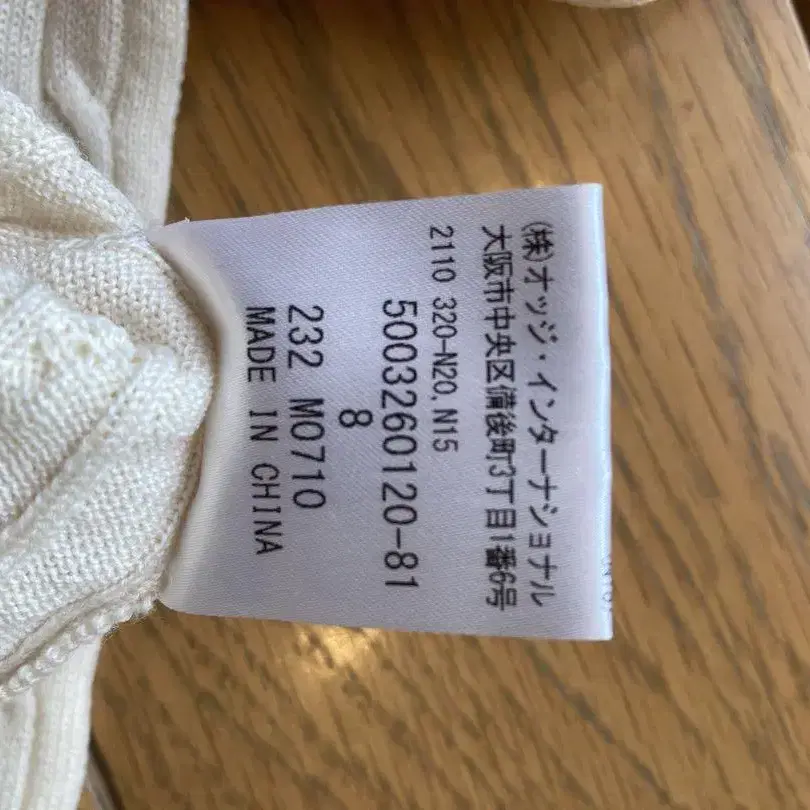 (株)オッジ・インターナショナル
大阪市中央区備後町3丁目1番6号
2110 320-N20, N15
5003260120-81
8
232 M0710
MADE IN CHINA